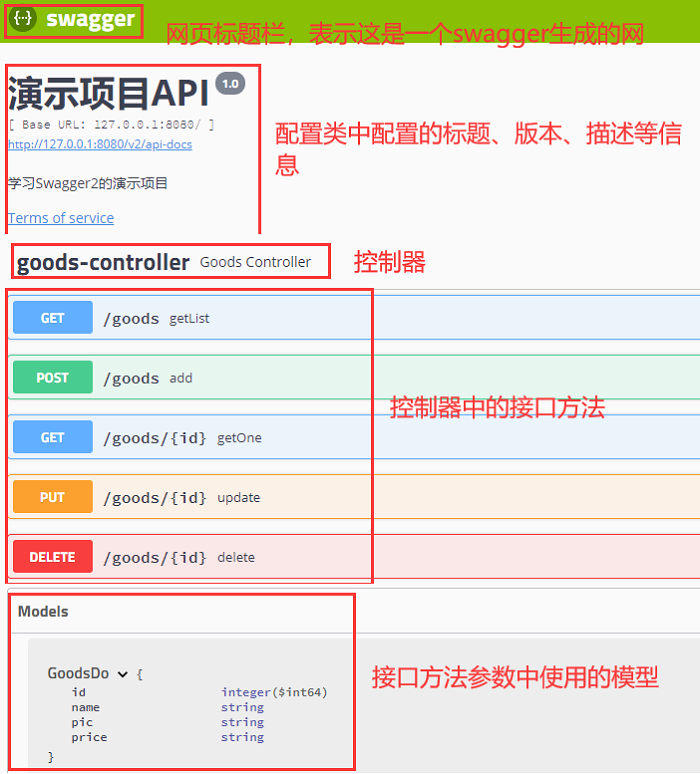 swagger
网页标题栏，表示这是一个swagger生成的网
演示项目API 1.0
[ Base URL: 127.0.0.1:8080/ ]
http://127.0.0.1:8080/v2/api-docs
配置类中配置的标题、版本、描述等信
息
学习Swagger2的演示项目
Terms of service
goods-controller Goods Controller
控制器
GET /goods getList
POST /goods add
控制器中的接口方法
GET /goods/{id} getOne
PUT /goods/{id} update
DELETE /goods/{id} delete
Models
GoodsDo {
id integer($int64)
name string
pic string
price string
}
接口方法参数中使用的模型